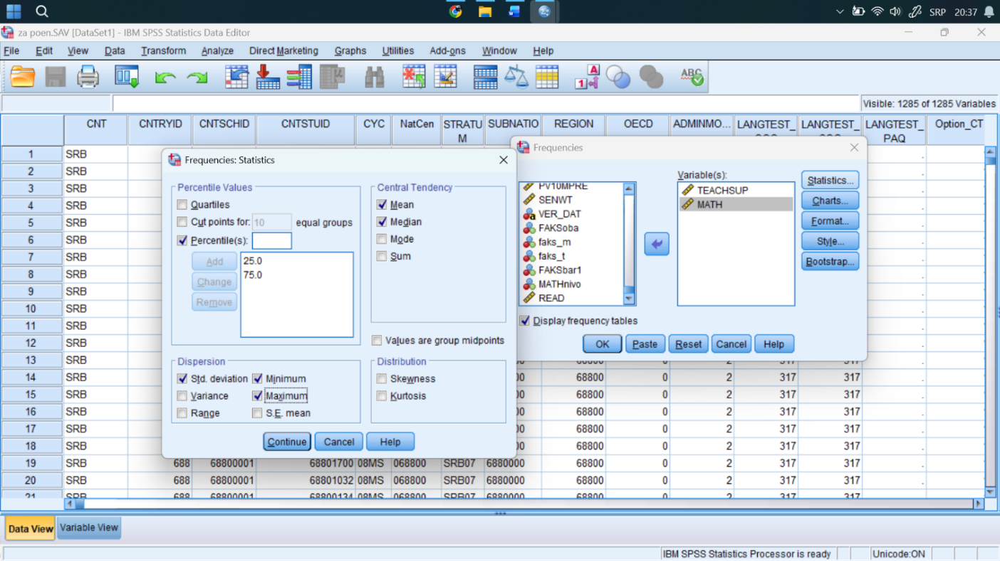 SRP 20:37
za poen.SAV [DataSet1] - IBM SPSS Statistics Data Editor
File Edit View Data Transform Analyze Direct Marketing Graphs Utilities Add-ons Window Help
Visible: 1285 of 1285 Variables
CNT CNTRYID CNTSCHID CNTSTUID CYC NatCen STRATUM SUBNATIO REGION OECD ADMINMO... LANGTEST_ LANGTEST_ LANGTEST_PAQ Option_CT
1 SRB
2 SRB
3 SRB
4 SRB
5 SRB
6 SRB
7 SRB
8 SRB
9 SRB
10 SRB
11 SRB
12 SRB
13 SRB
14 SRB 68800 0 2 317 317 .
15 SRB 68800 0 2 317 317 .
16 SRB 68800 0 2 317 317 .
17 SRB 68800 0 2 317 317 .
18 SRB 68800 0 2 317 317 .
19 SRB 688 68800001 68801700 08MS 068800 SRB07 6880000 68800 0 2 317 317 .
20 SRB 688 68800001 68801032 08MS 068800 SRB07 6880000 68800 0 2 317 317 .
21 SRB 688 68800001 68800134 08MS 068800 SRB07 6880000 68800 0 2 317 317
Frequencies: Statistics
Percentile Values
Quartiles
Cut points for: 10 equal groups
Percentile(s):
Add
Change
Remove
25.0
75.0
Central Tendency
Mean
Median
Mode
Sum
Values are group midpoints
Dispersion
Std. deviation Minimum
Variance Maximum
Range S.E. mean
Distribution
Skewness
Kurtosis
Continue Cancel Help
Frequencies
PV10MPRE
SENWT
VER_DAT
FAKSoba
faks_m
faks_t
FAKSbar1
MATHnivo
READ
Variable(s):
TEACHSUP
MATH
Statistics...
Charts...
Format...
Style...
Bootstrap...
Display frequency tables
OK Paste Reset Cancel Help
Data View Variable View
IBM SPSS Statistics Processor is ready Unicode:ON